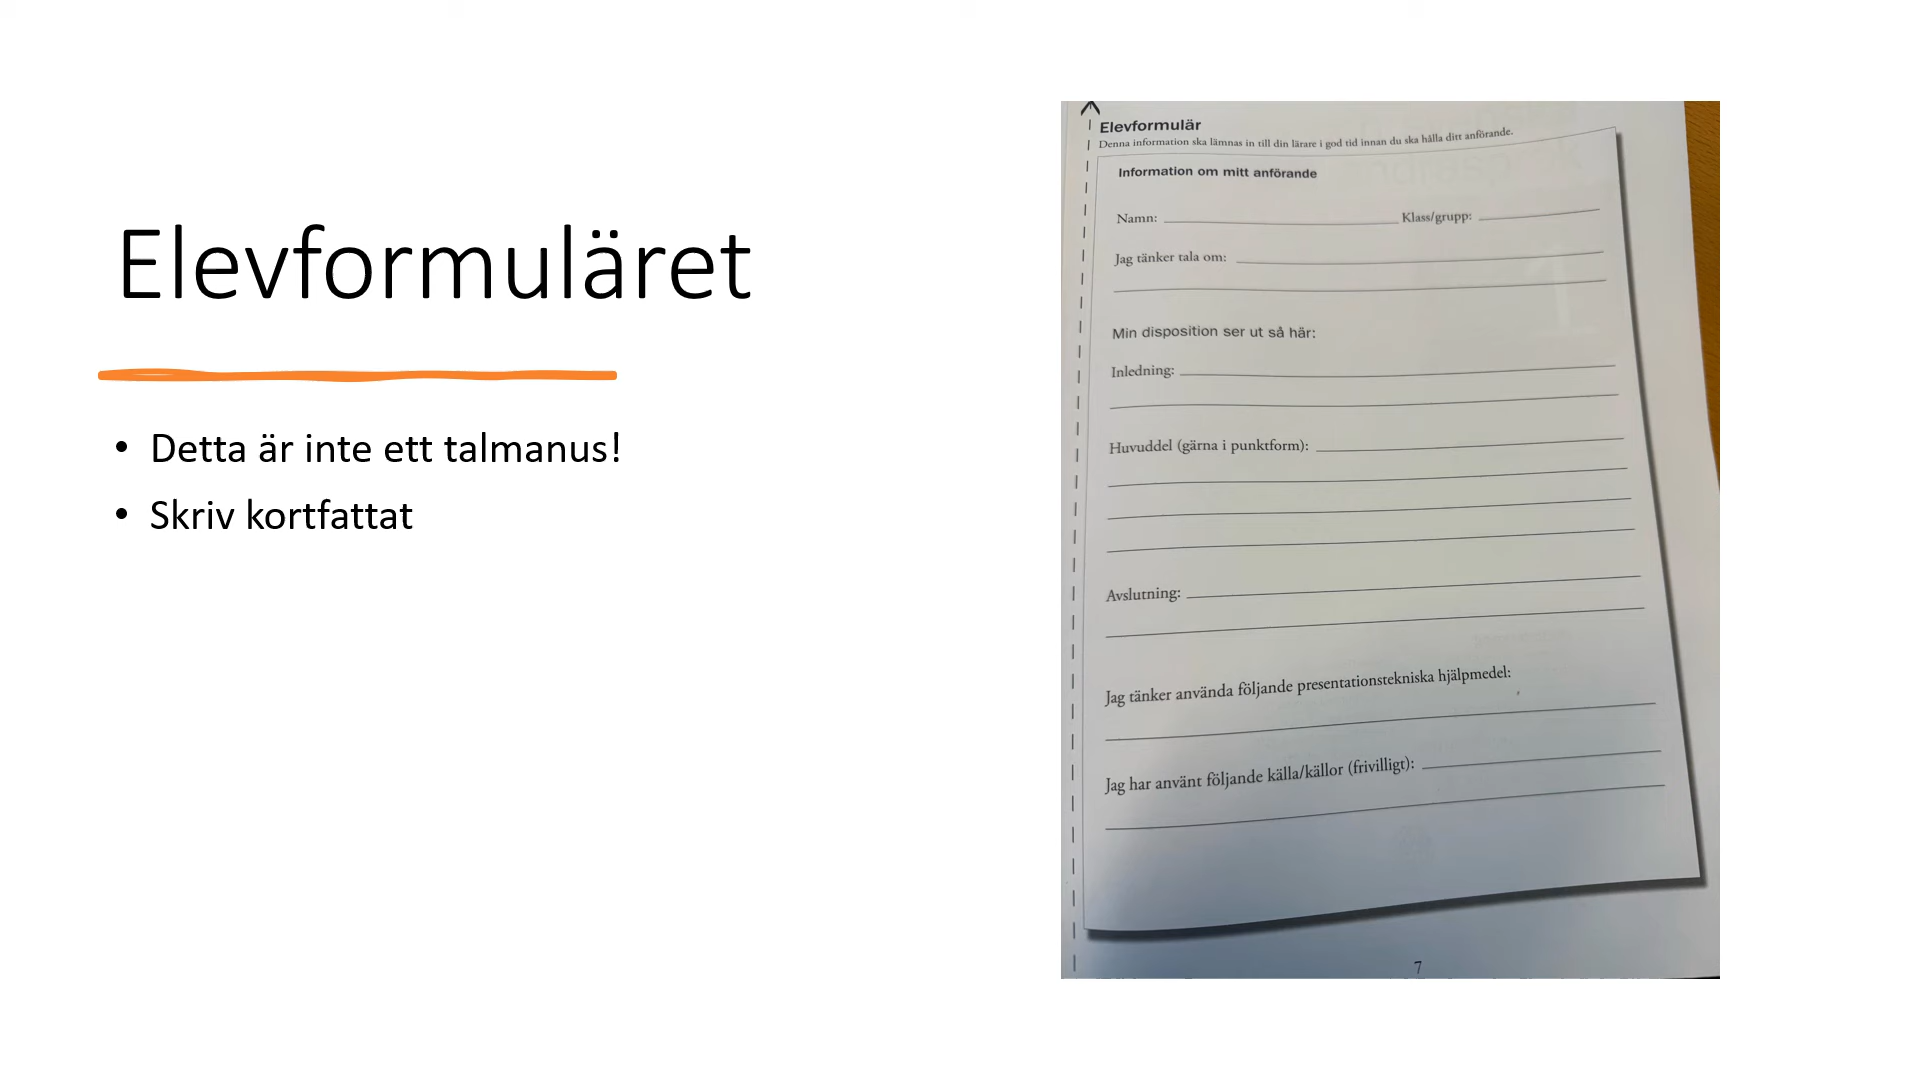 Elevformuläret
• Detta är inte ett talmanus!
• Skriv kortfattat
Elevformulär
Denna information ska lämnas in till din lärare i god tid innan du ska hålla ditt anförande.
Information om mitt anförande
Namn: Klass/grupp:
Jag tänker tala om:
Min disposition ser ut så här:
Inledning:
Huvuddel (gärna i punktform):
Avslutning:
Jag tänker använda följande presentationstekniska hjälpmedel:
Jag har använt följande källa/källor (frivilligt):
7